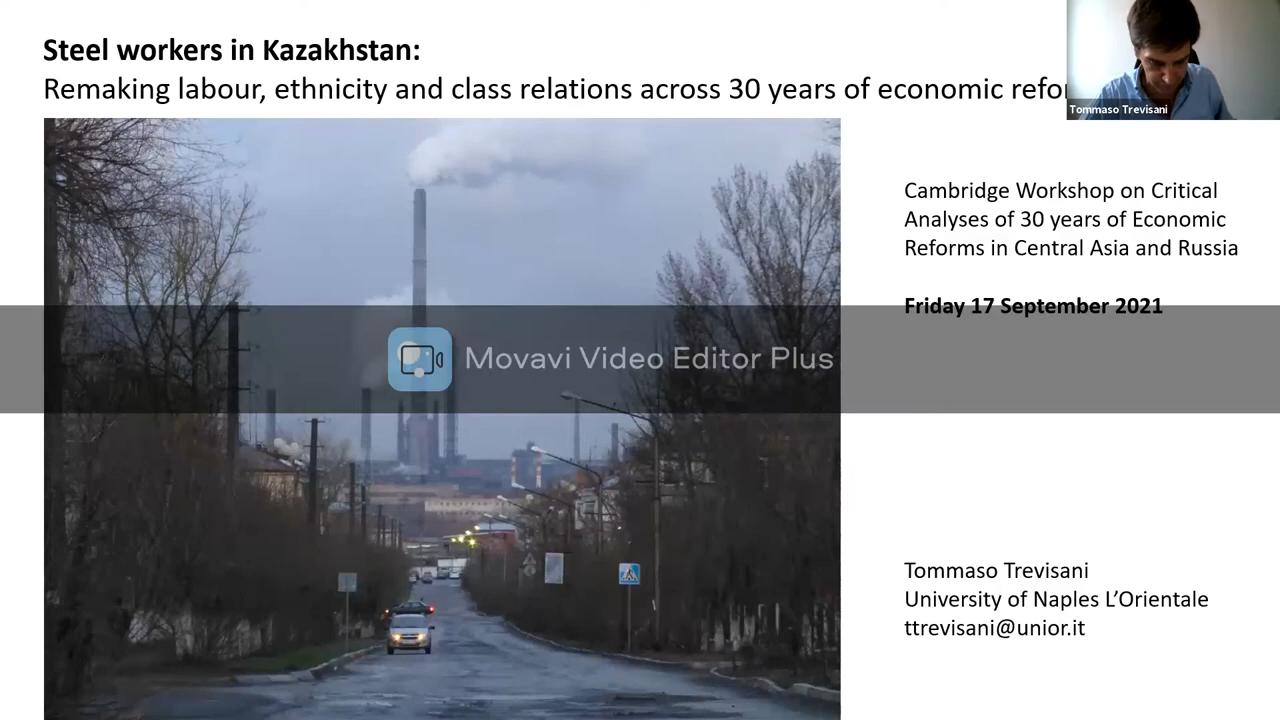 Steel workers in Kazakhstan:
Remaking labour, ethnicity and class relations across 30 years of economic
Tommaso Trevisani
Cambridge Workshop on Critical
Analyses of 30 years of Economic
Reforms in Central Asia and Russia
Friday 17 September 2021
Movavi Video Editor Plus
Tommaso Trevisani
University of Naples L’Orientale
ttrevisani@unior.it